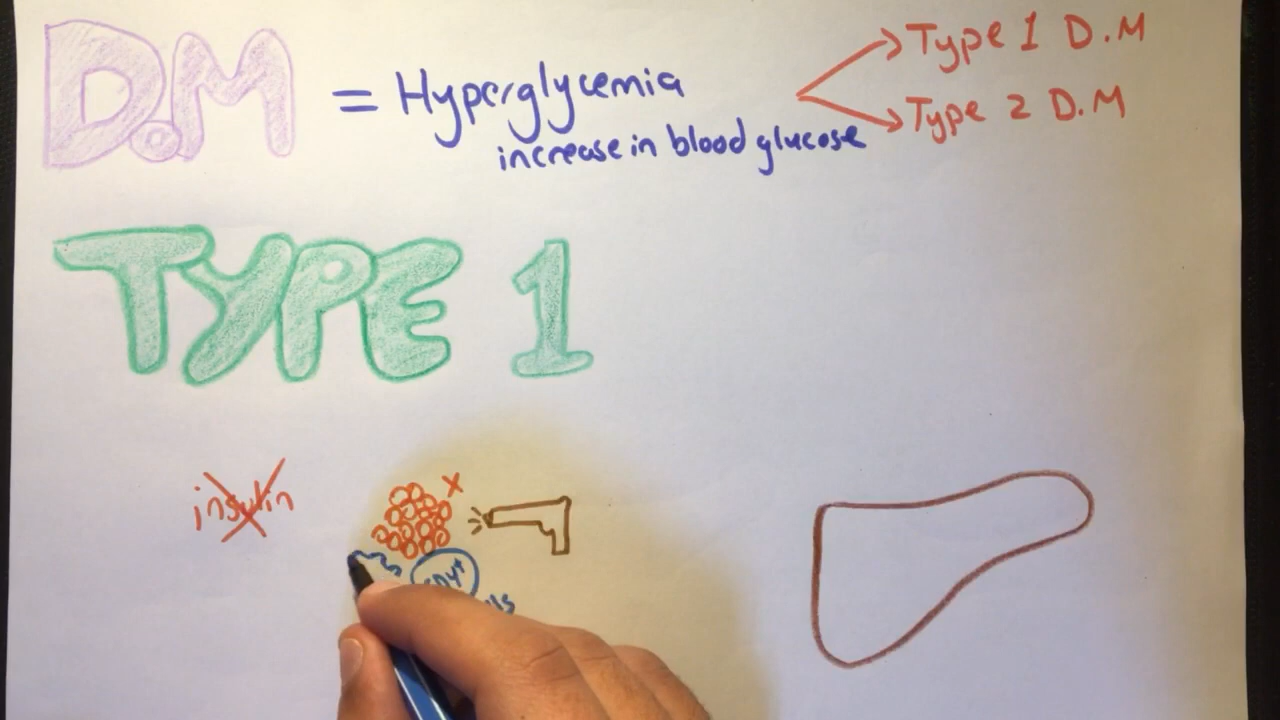 D.M = Hyperglycemia
increase in blood glucose
Type 1 D.M
Type 2 D.M
TYPE 1
insulin x